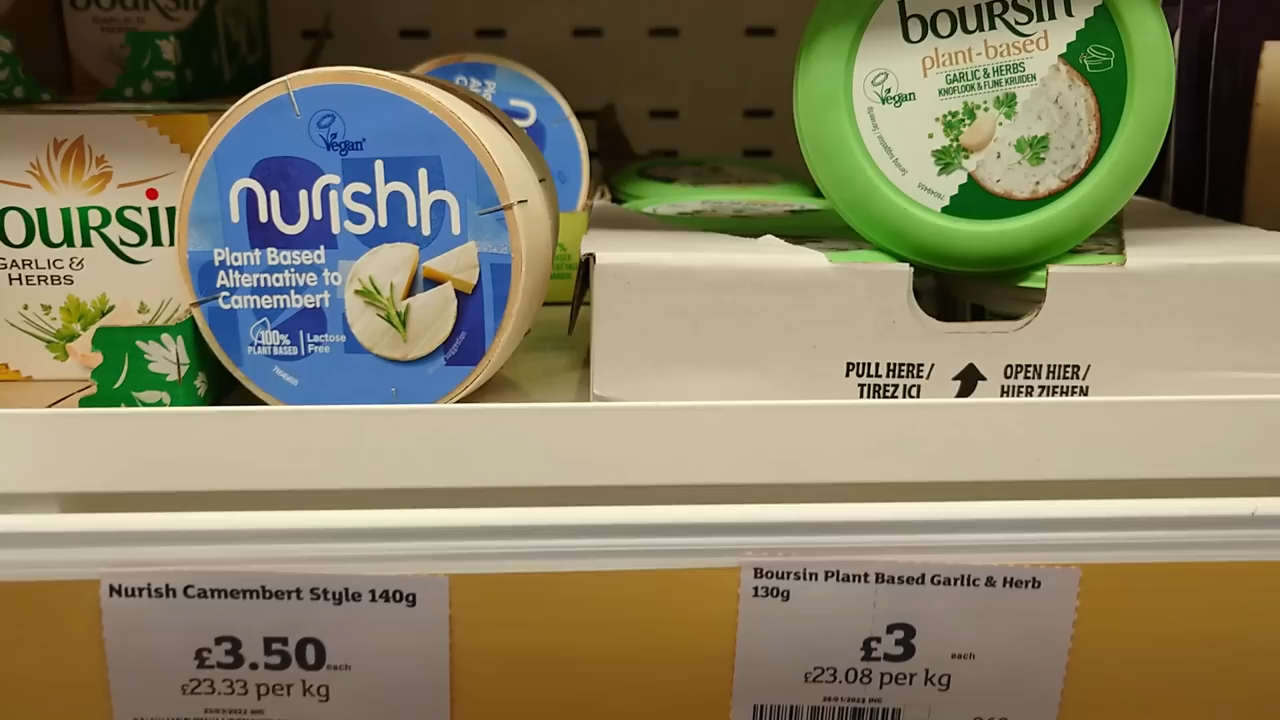 OURSIN
GARLIC &
HERBS
Vegan
nurishh
Plant Based
Alternative to
Camembert
100%
PLANT BASED
Lactose
Free
boursin
plant-based
GARLIC & HERBS
KNOFLOOK & FIJNE KRUIDEN
Vegan
PULL HERE /
TIREZ ICI
OPEN HIER /
HIER ZIEHEN
Nurish Camembert Style 140g
£3.50 each
£23.33 per kg
Boursin Plant Based Garlic & Herb
130g
£3 each
£23.08 per kg